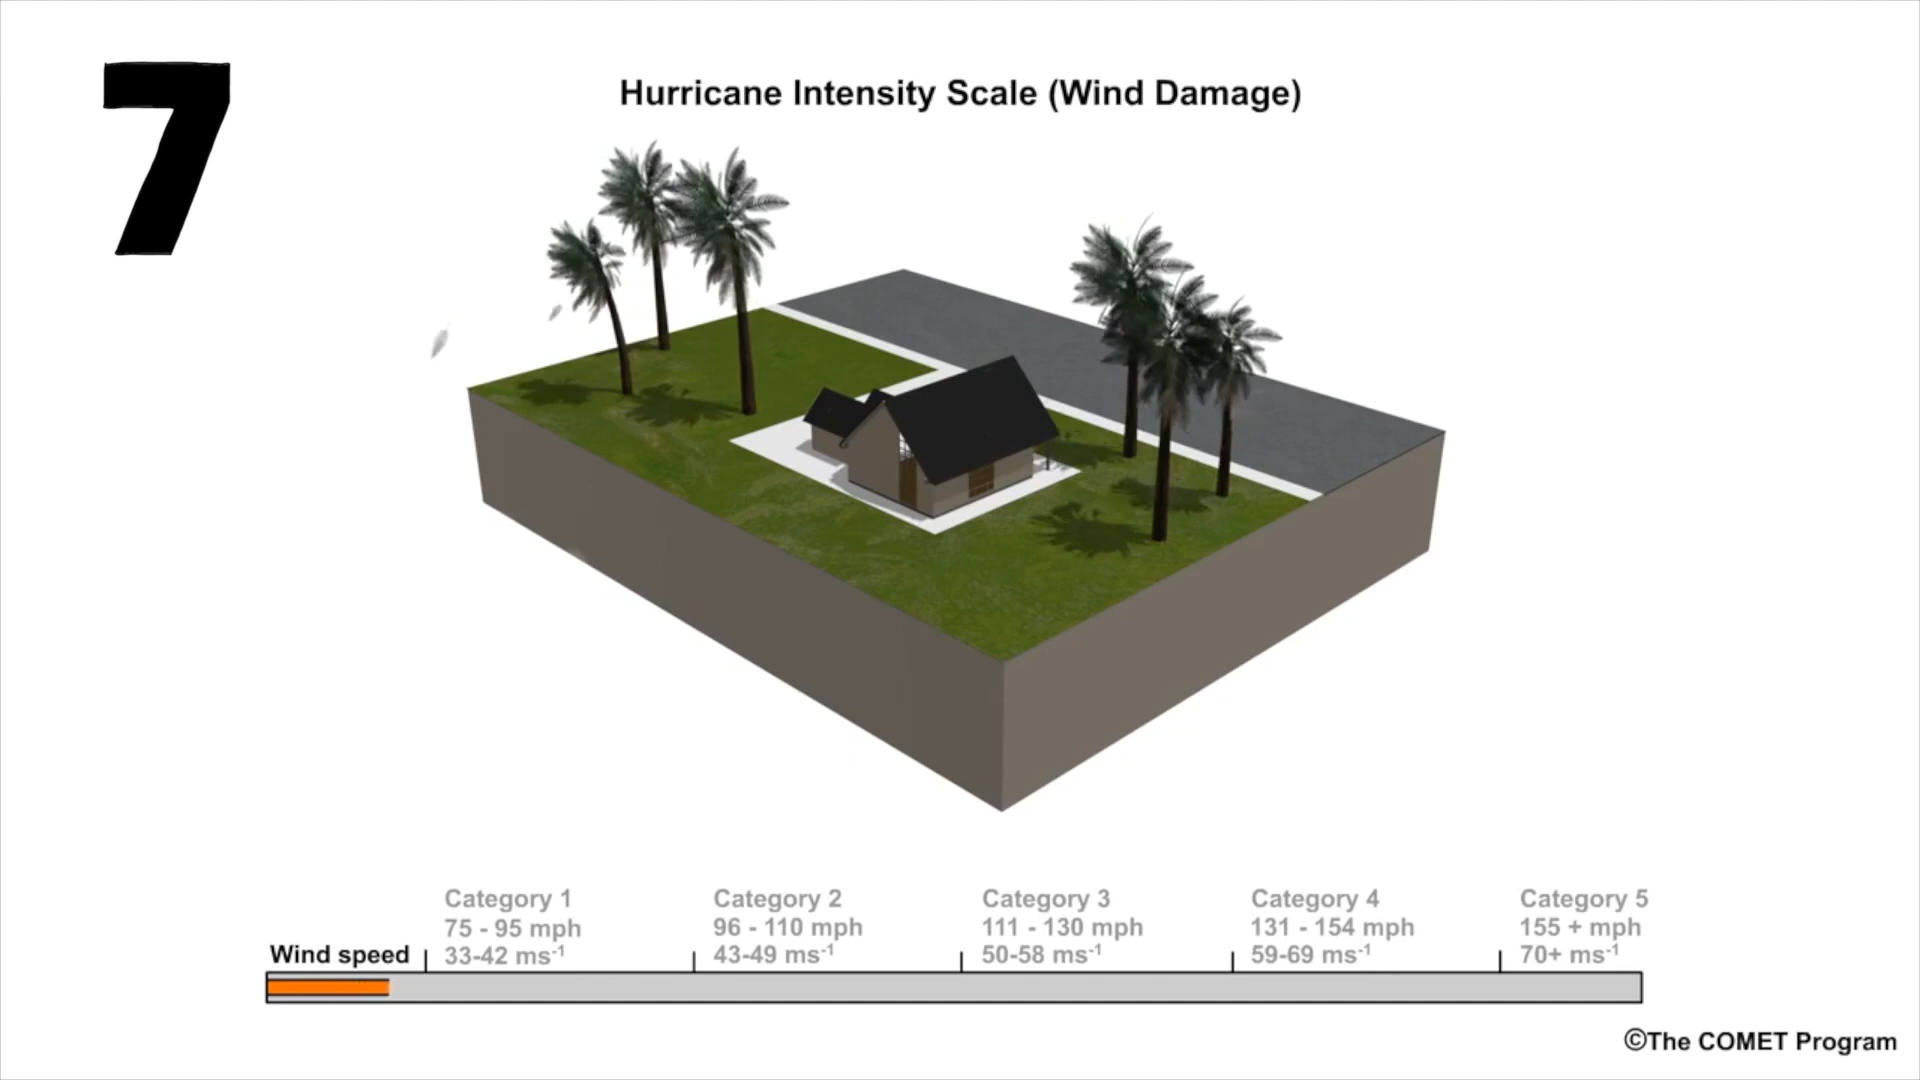 7
Hurricane Intensity Scale (Wind Damage)
Category 1
75 - 95 mph
33-42 ms-1
Category 2
96 - 110 mph
43-49 ms-1
Category 3
111 - 130 mph
50-58 ms-1
Category 4
131 - 154 mph
59-69 ms-1
Category 5
155 + mph
70+ ms-1
Wind speed
©The COMET Program